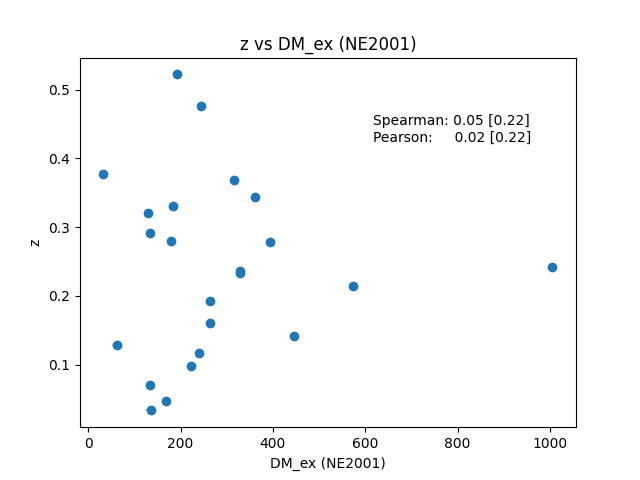 z vs DM_ex (NE2001)
0.5
0.4
0.3
0.2
0.1
z
Spearman: 0.05 [0.22]
Pearson: 0.02 [0.22]
0 200 400 600 800 1000
DM_ex (NE2001)